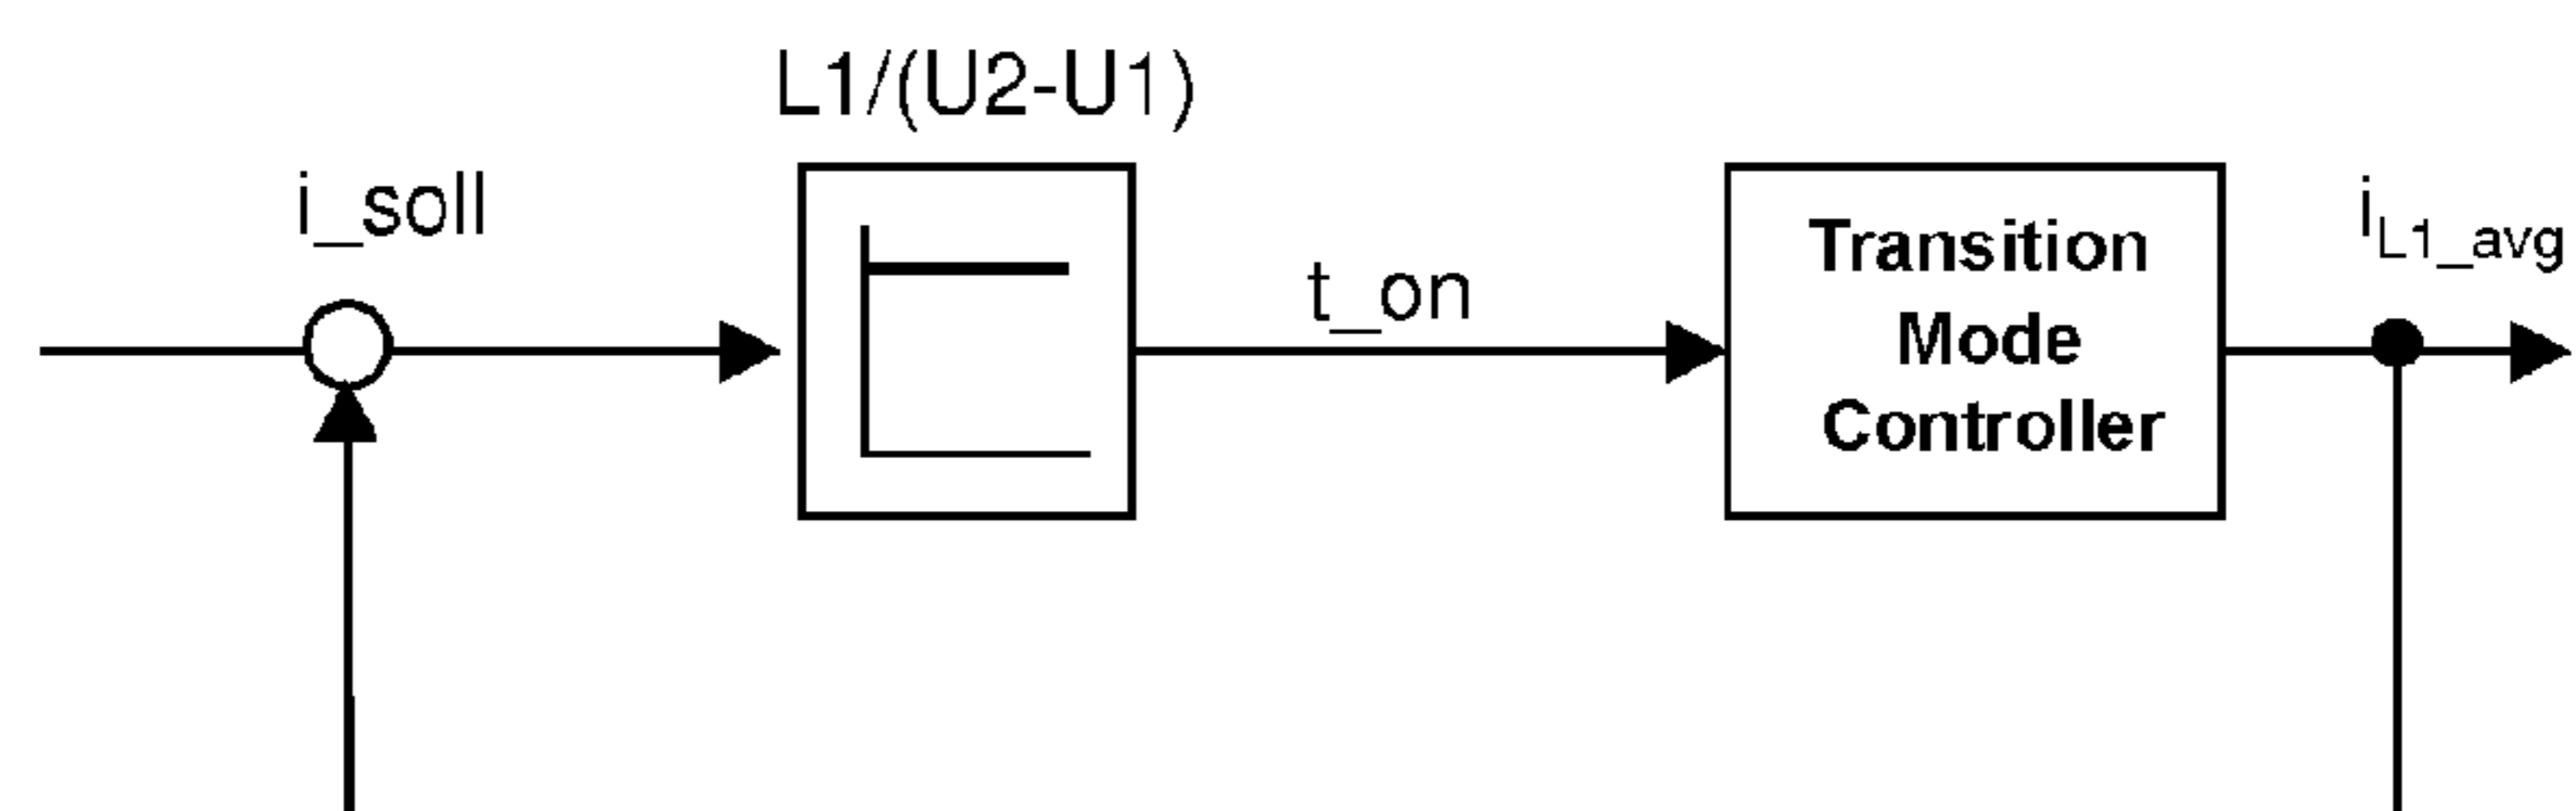 L1/(U2-U1)
i_soll
t_on
Transition
Mode
Controller
iL1_avg